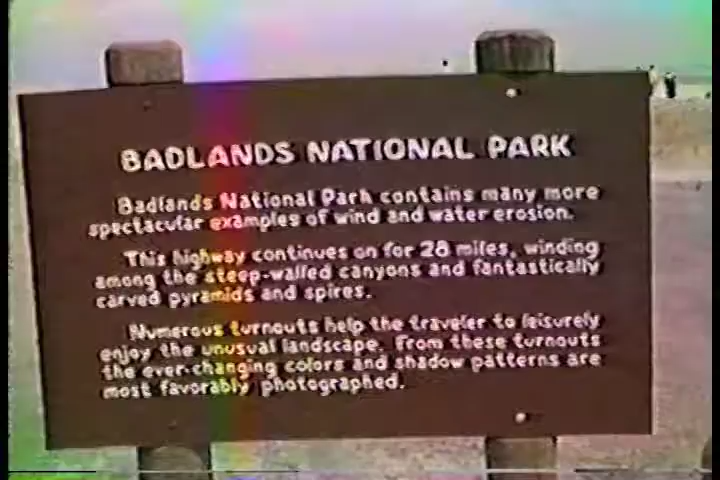 BADLANDS NATIONAL PARK
Badlands National Park contains many more
spectacular examples of wind and water erosion.
This highway continues on for 28 miles, winding
among the steep-walled canyons and fantastically
carved pyramids and spires.
Numerous turnouts help the traveler to leisurely
enjoy the unusual landscape. From these turnouts
the ever-changing colors and shadow patterns are
most favorably photographed.